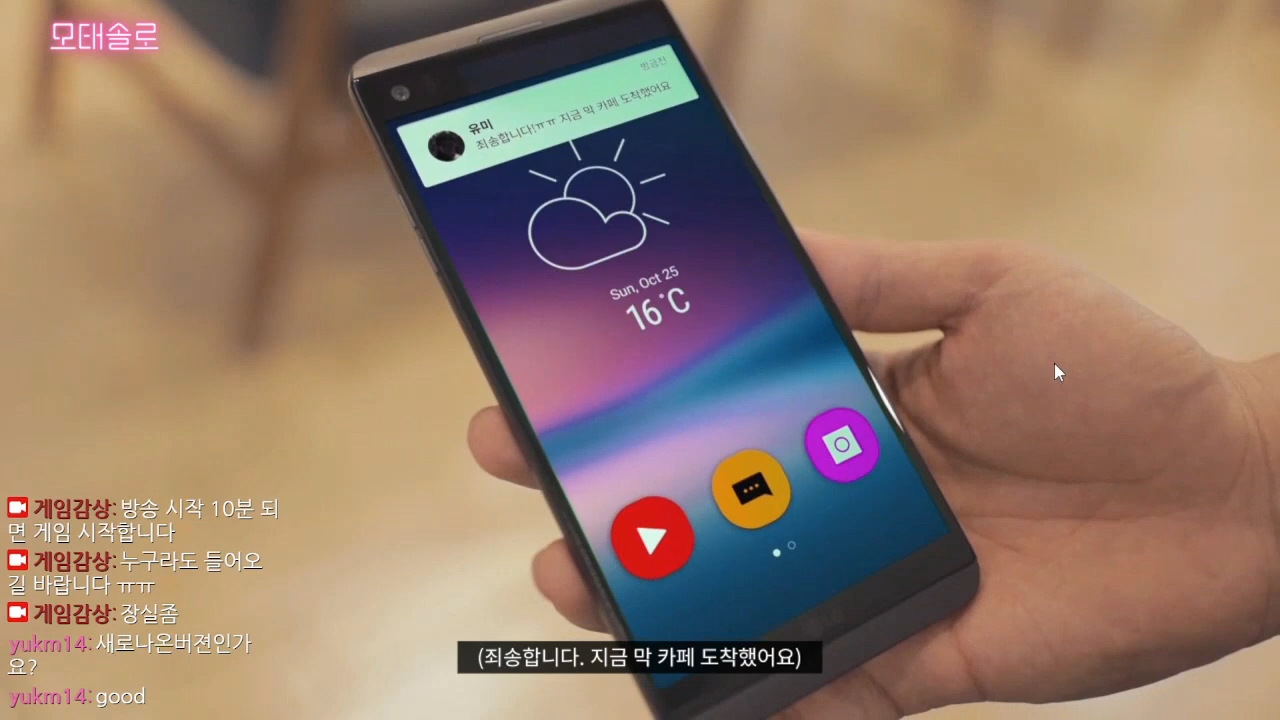 모태솔로
방금전
유미
죄송합니다!ㅠㅠ 지금 막 카페 도착했어요
Sun, Oct 25
16°C
게임감상: 방송 시작 10분 되
면 게임 시작합니다
게임감상: 누구라도 들어오
길 바랍니다 ㅠㅠ
게임감상: 장실좀
yukm14: 새로나온버젼인가
요?
yukm14: good
(죄송합니다. 지금 막 카페 도착했어요)